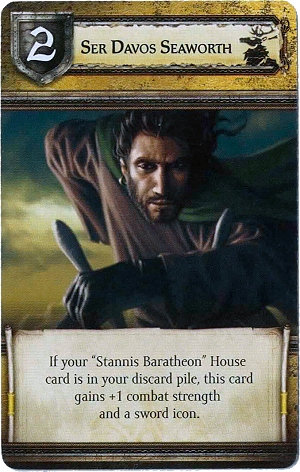 2 Ser Davos Seaworth
If your “Stannis Baratheon” House
card is in your discard pile, this card
gains +1 combat strength
and a sword icon.